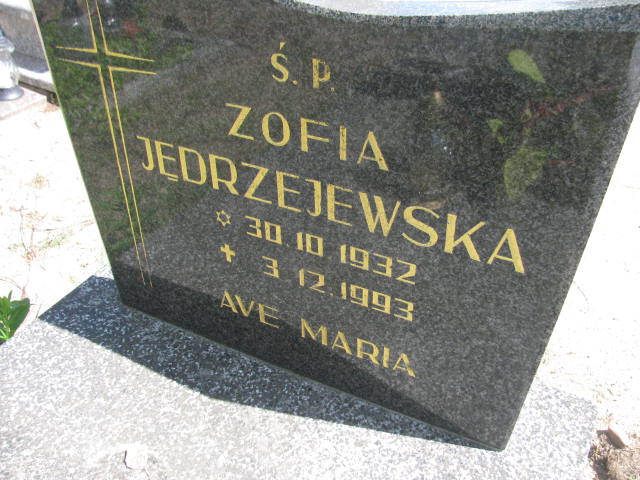 Ś. P.
ZOFIA
JĘDRZEJEWSKA
✡ 30.10 1932
✝ 3.12.1993
AVE MARIA